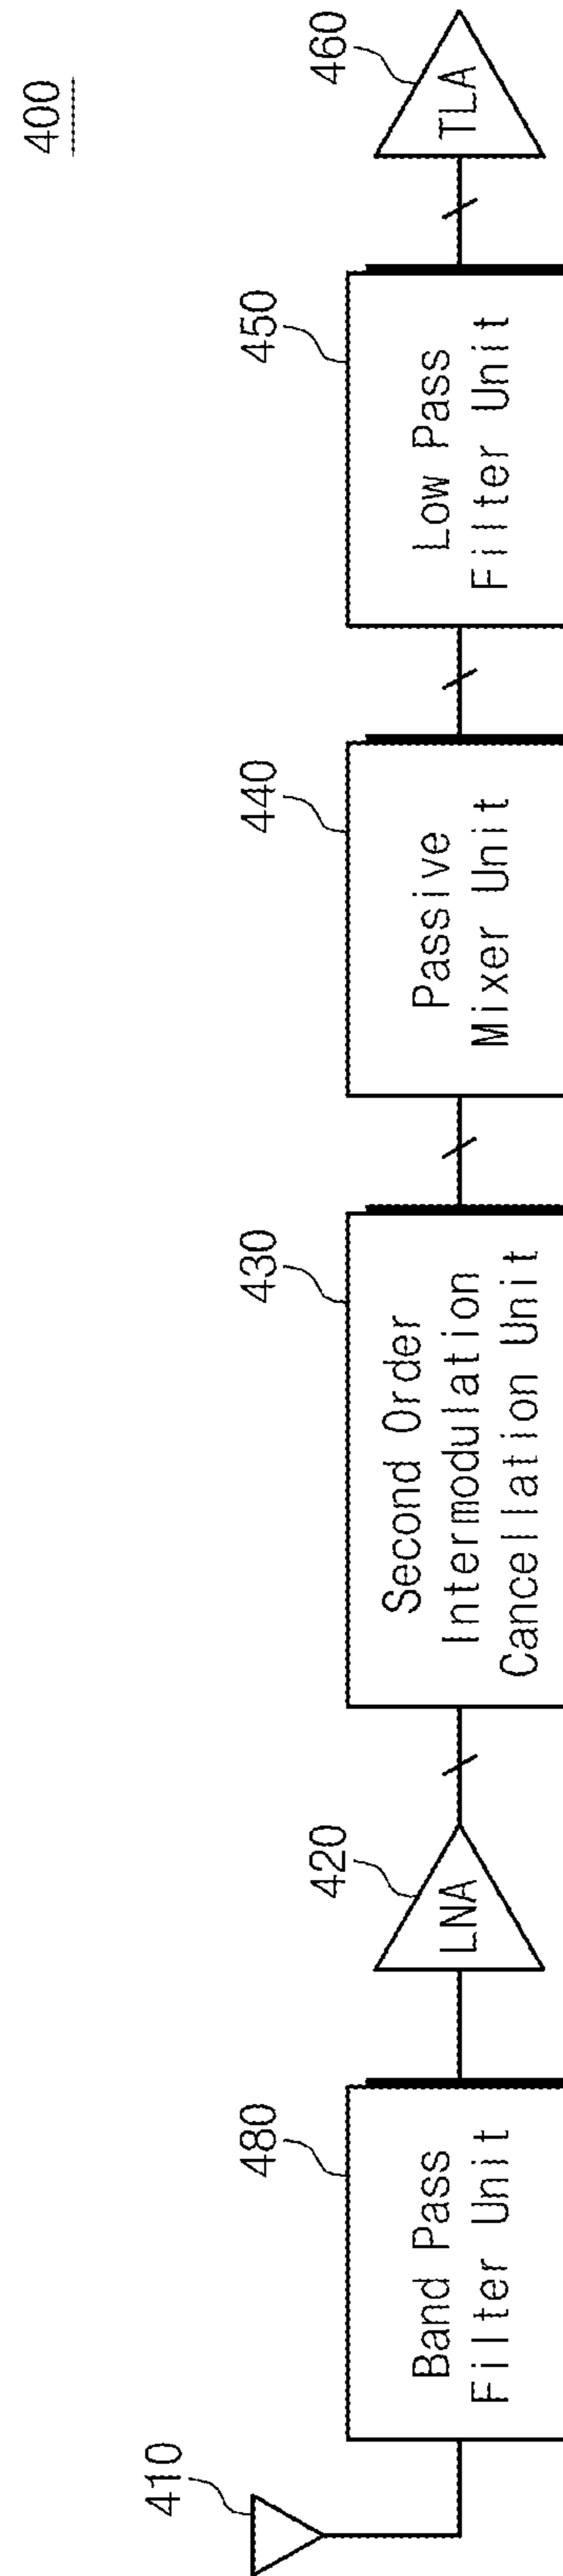 400
410
480
Band Pass
Filter Unit
420
LNA
430
Second Order
Intermodulation
Cancellation Unit
440
Passive
Mixer Unit
450
Low Pass
Filter Unit
460
TLA